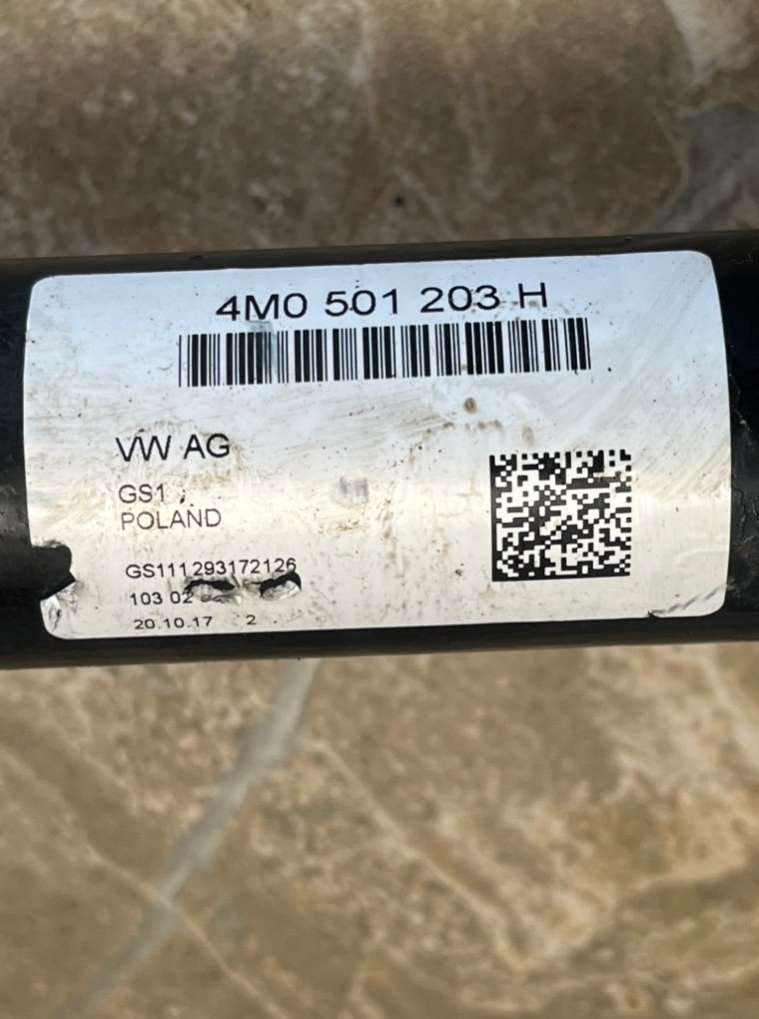 4M0 501 203 H
VW AG
GS1
POLAND
GS111293172126
103 02
20.10.17 2